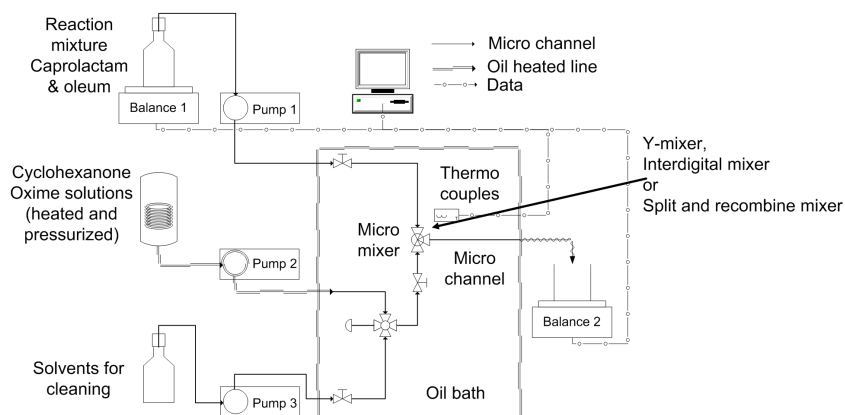 Reaction
mixture
Caprolactam
& oleum
Balance 1
Pump 1
Micro channel
Oil heated line
Data
Cyclohexanone
Oxime solutions
(heated and
pressurized)
Pump 2
Thermo
couples
Micro
mixer
Micro
channel
Y-mixer,
Interdigital mixer
or
Split and recombine mixer
Balance 2
Solvents for
cleaning
Pump 3
Oil bath